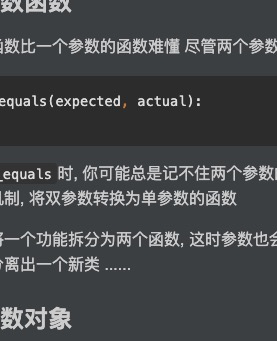 数函数
函数比一个参数的函数难懂 尽管两个参数
equals(expected, actual):
_equals 时, 你可能总是记不住两个参数
机制, 将双参数转换为单参数的函数
将一个功能拆分为两个函数, 这时参数也会
分离出一个新类 ......
数对象